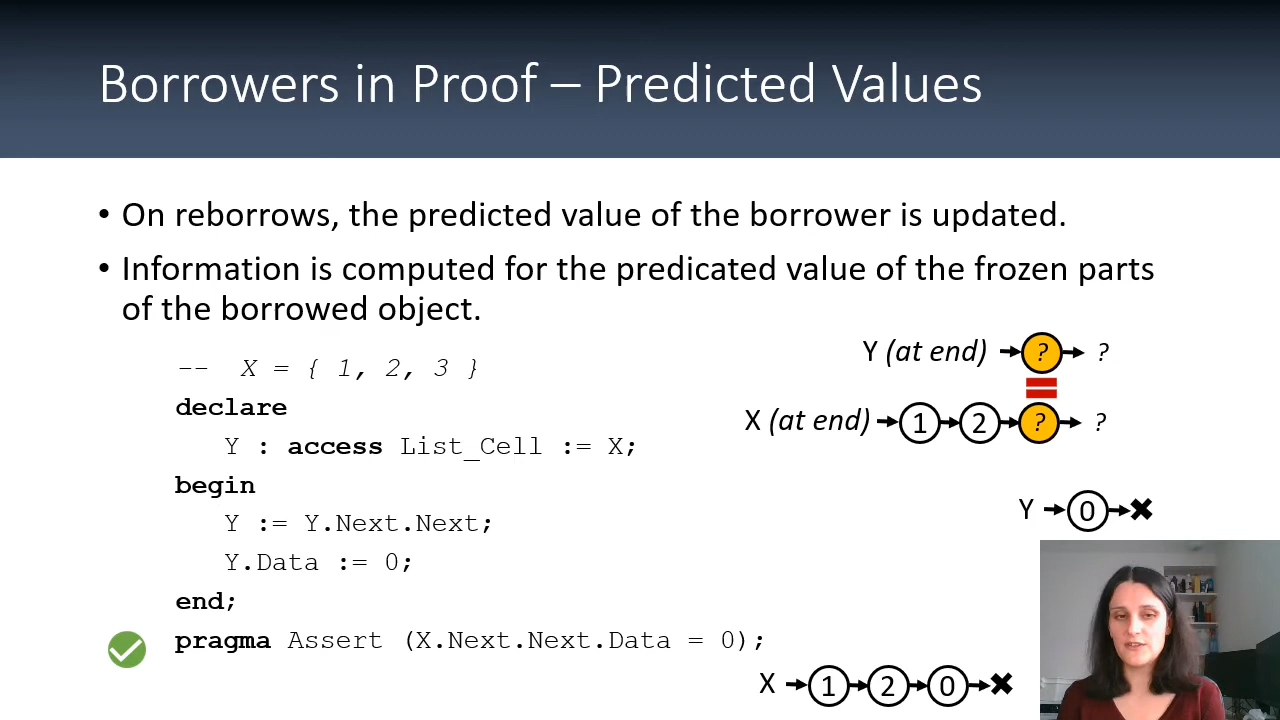 Borrowers in Proof – Predicted Values
• On reborrows, the predicted value of the borrower is updated.
• Information is computed for the predicated value of the frozen parts
of the borrowed object.
-- X = { 1, 2, 3 }
declare
Y : access List_Cell := X;
begin
Y := Y.Next.Next;
Y.Data := 0;
end;
pragma Assert (X.Next.Next.Data = 0);
Y (at end) ? ?
X (at end) 1 2 ? ?
Y 0
X 1 2 0